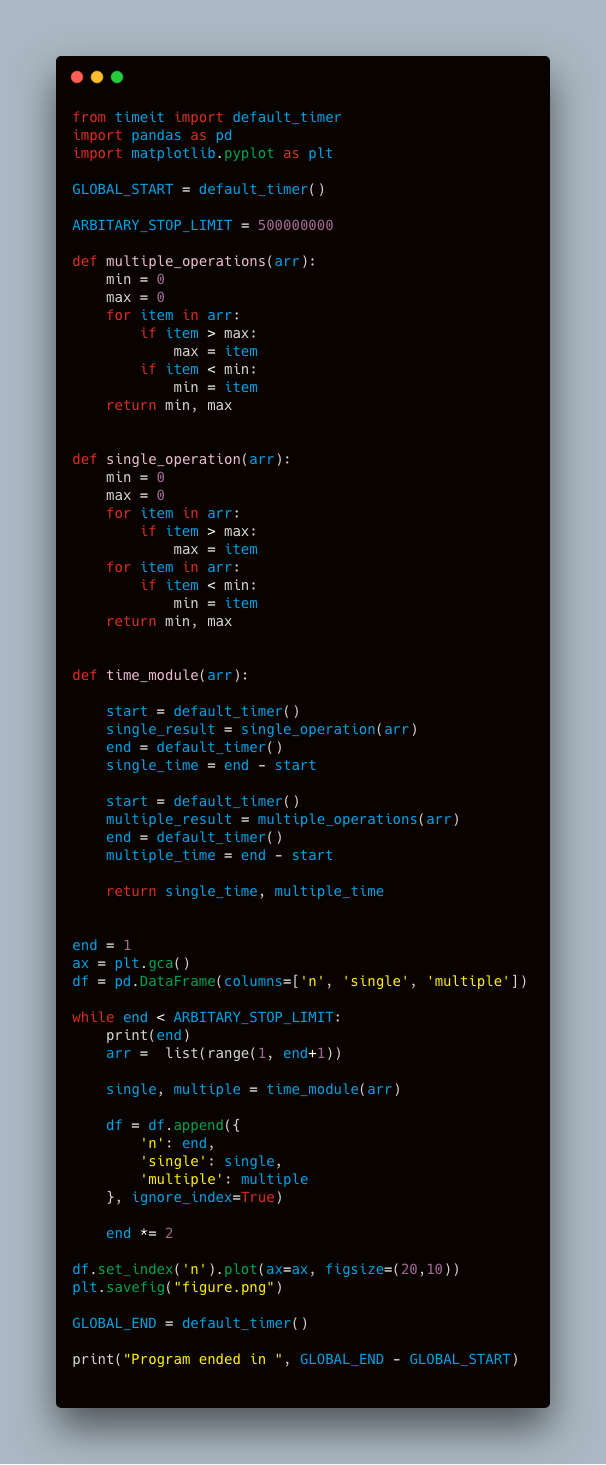 from timeit import default_timer
import pandas as pd
import matplotlib.pyplot as plt

GLOBAL_START = default_timer()

ARBITARY_STOP_LIMIT = 500000000

def multiple_operations(arr):
    min = 0
    max = 0
    for item in arr:
        if item > max:
            max = item
        if item < min:
            min = item
    return min, max


def single_operation(arr):
    min = 0
    max = 0
    for item in arr:
        if item > max:
            max = item
    for item in arr:
        if item < min:
            min = item
    return min, max


def time_module(arr):

    start = default_timer()
    single_result = single_operation(arr)
    end = default_timer()
    single_time = end - start

    start = default_timer()
    multiple_result = multiple_operations(arr)
    end = default_timer()
    multiple_time = end - start

    return single_time, multiple_time


end = 1
ax = plt.gca()
df = pd.DataFrame(columns=['n', 'single', 'multiple'])

while end < ARBITARY_STOP_LIMIT:
    print(end)
    arr =  list(range(1, end+1))

    single, multiple = time_module(arr)

    df = df.append({
        'n': end,
        'single': single,
        'multiple': multiple
    }, ignore_index=True)

    end *= 2

df.set_index('n').plot(ax=ax, figsize=(20,10))
plt.savefig("figure.png")

GLOBAL_END = default_timer()

print("Program ended in ", GLOBAL_END - GLOBAL_START)